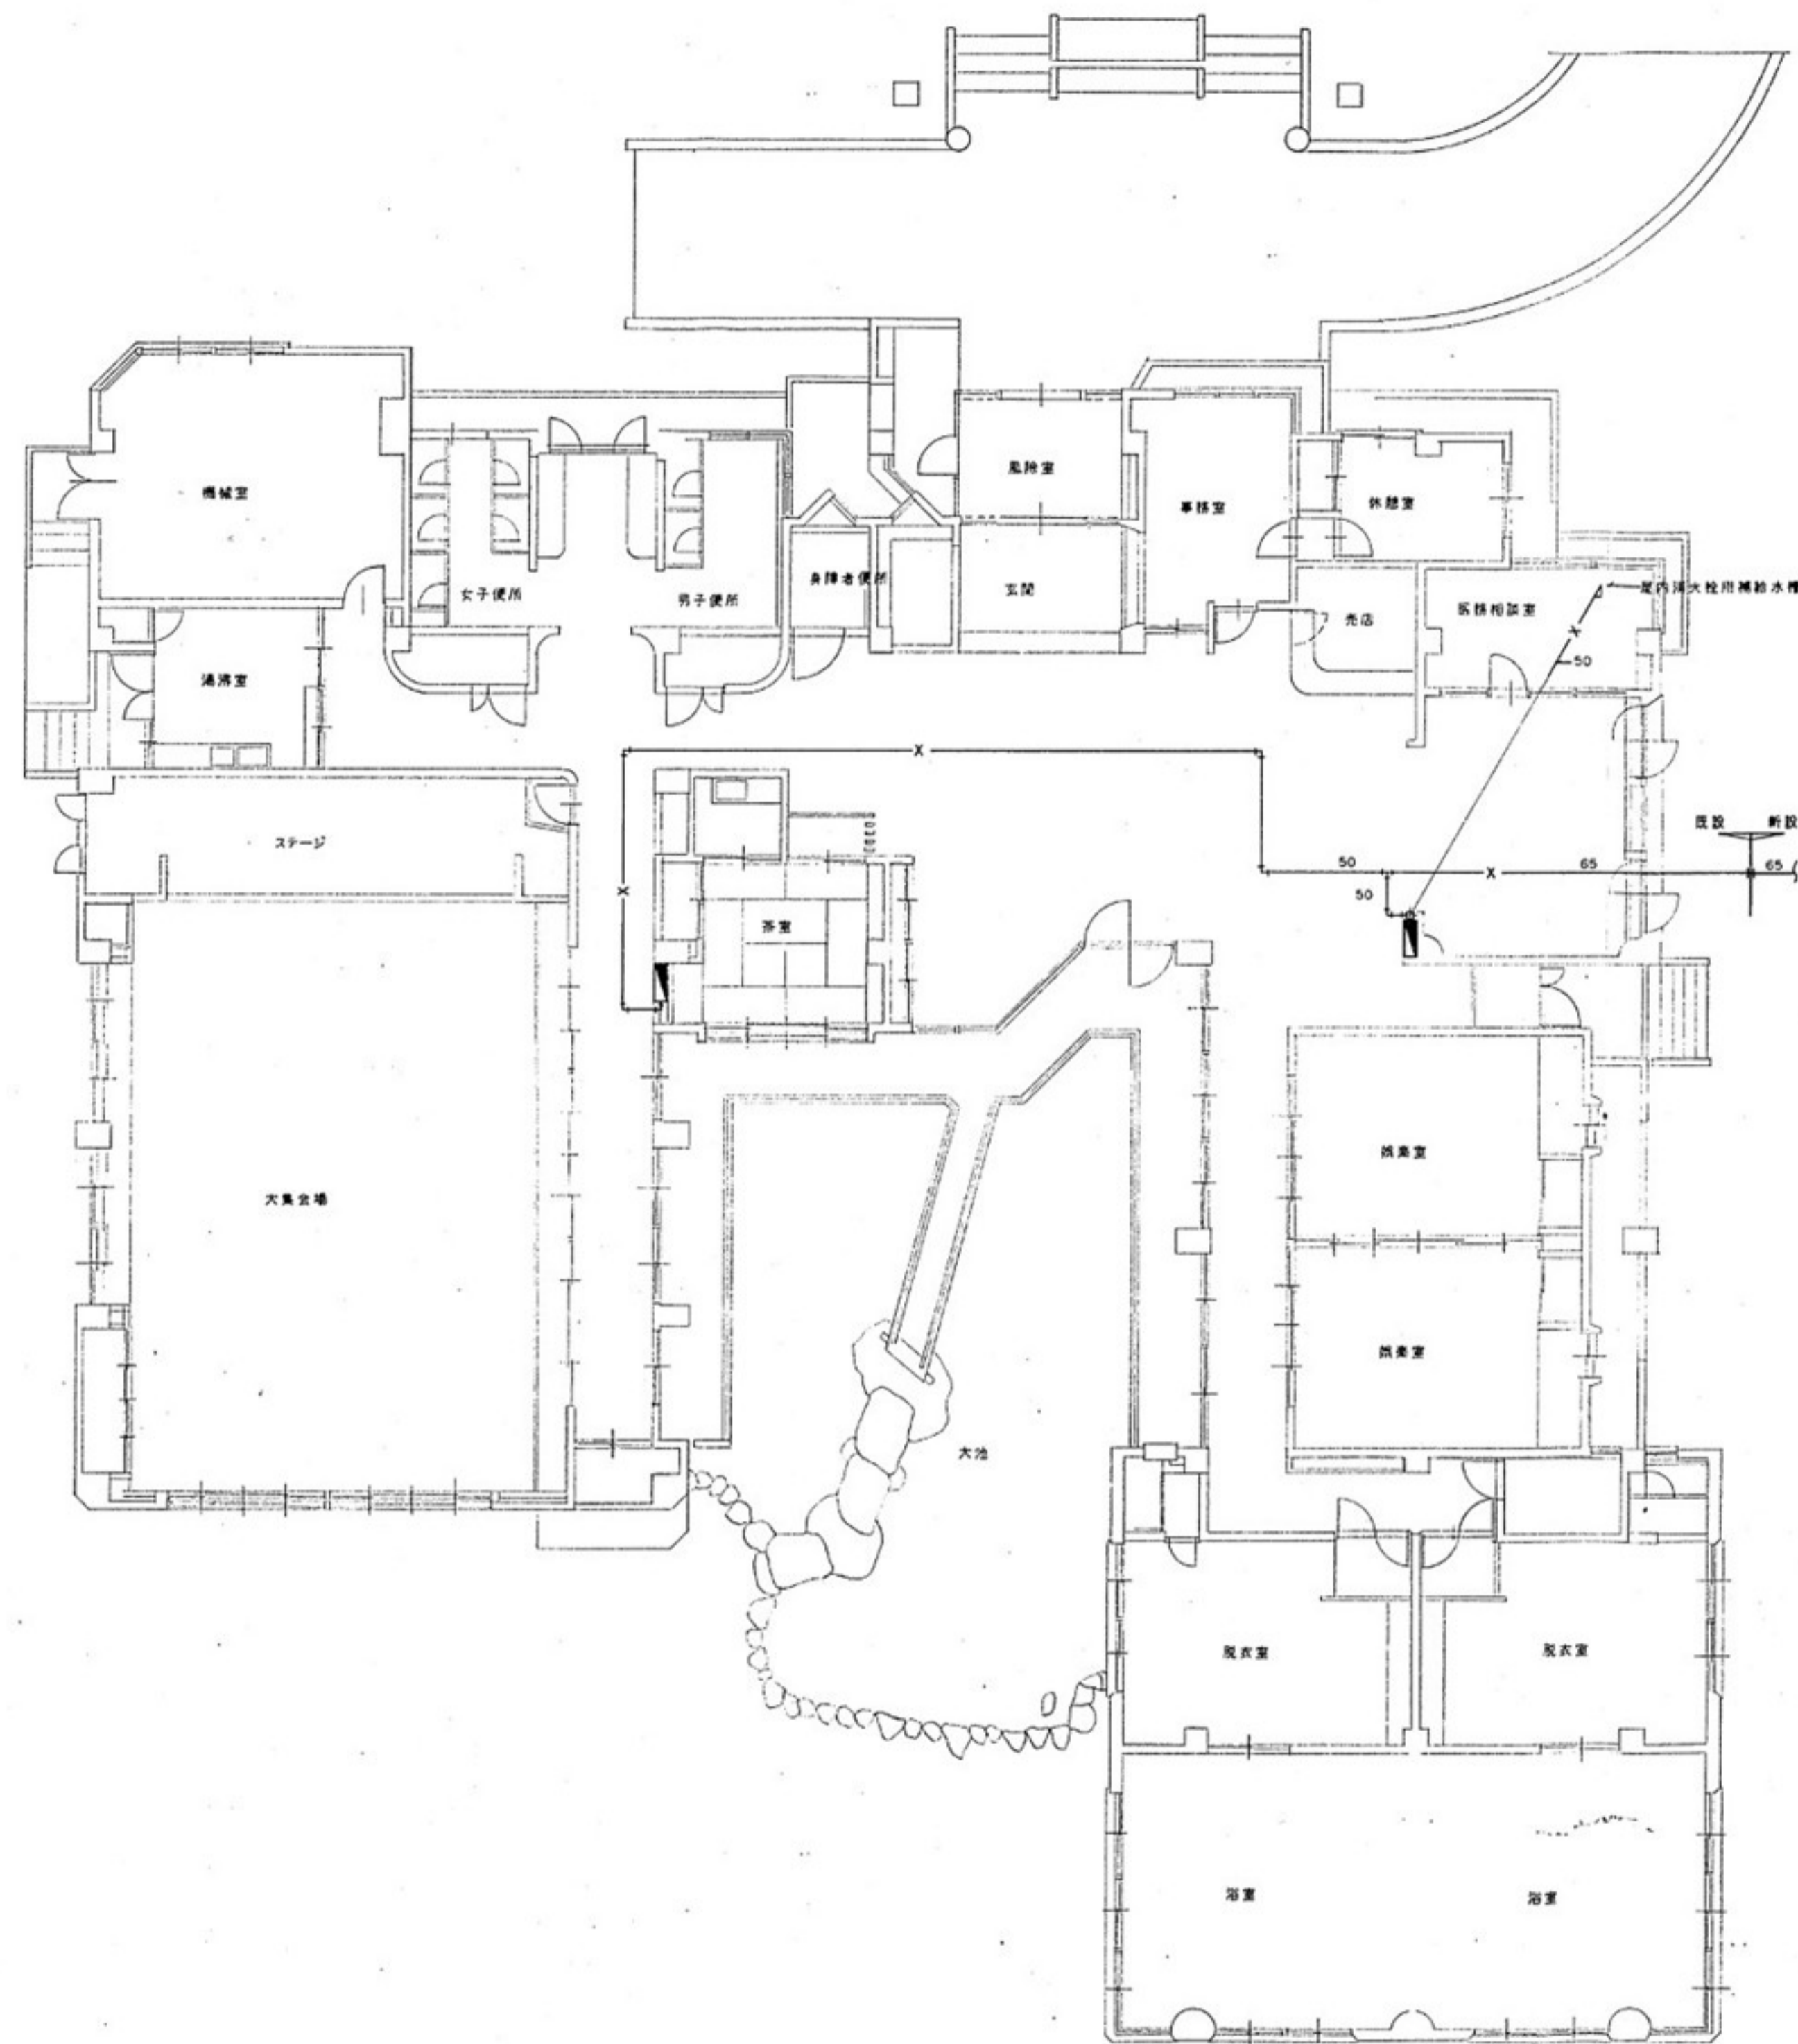 風除室
機械室
休憩室
事務室
身障者便所
玄関
屋内消火栓用補給水槽
女子便所
男子便所
売店
医務相談室
50
湯沸室
X
X
既設
新設
ステージ
50
X
65
65
X
50
茶室
娯楽室
大集会場
娯楽室
大池
脱衣室
脱衣室
浴室
浴室